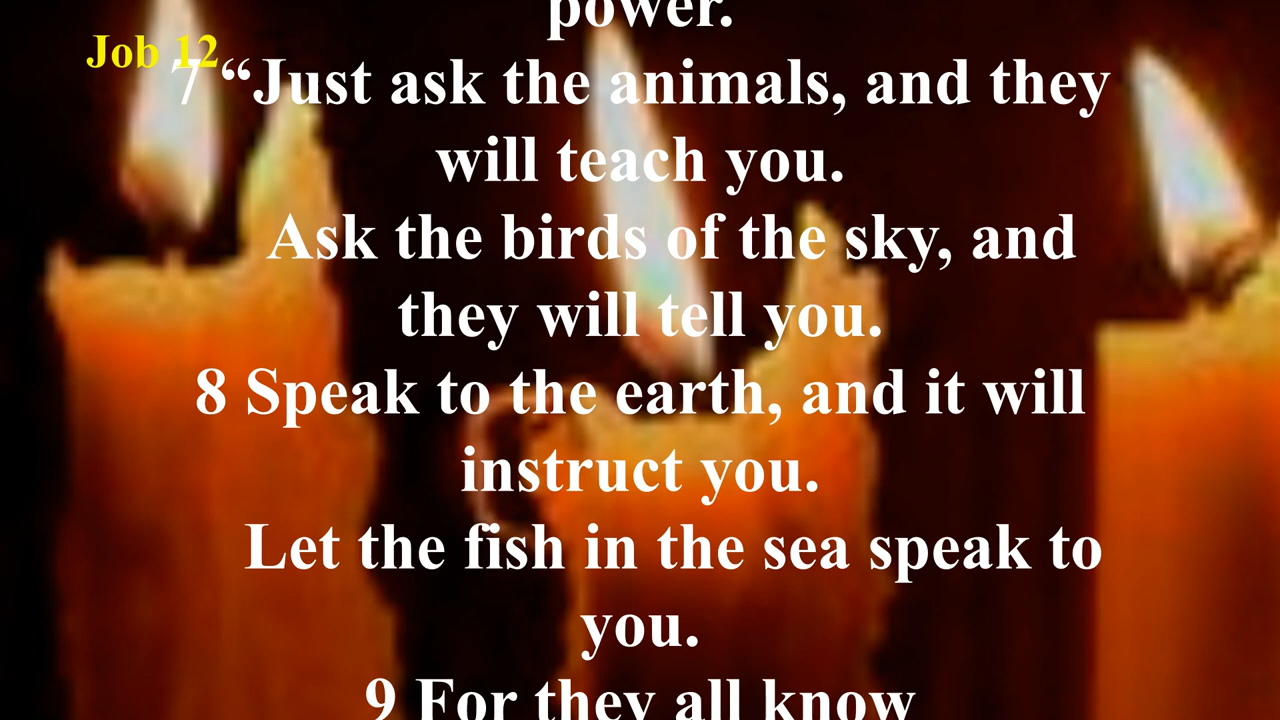 power.
Job 12
7 “Just ask the animals, and they
will teach you.
Ask the birds of the sky, and
they will tell you.
8 Speak to the earth, and it will
instruct you.
Let the fish in the sea speak to
you.
9 For they all know